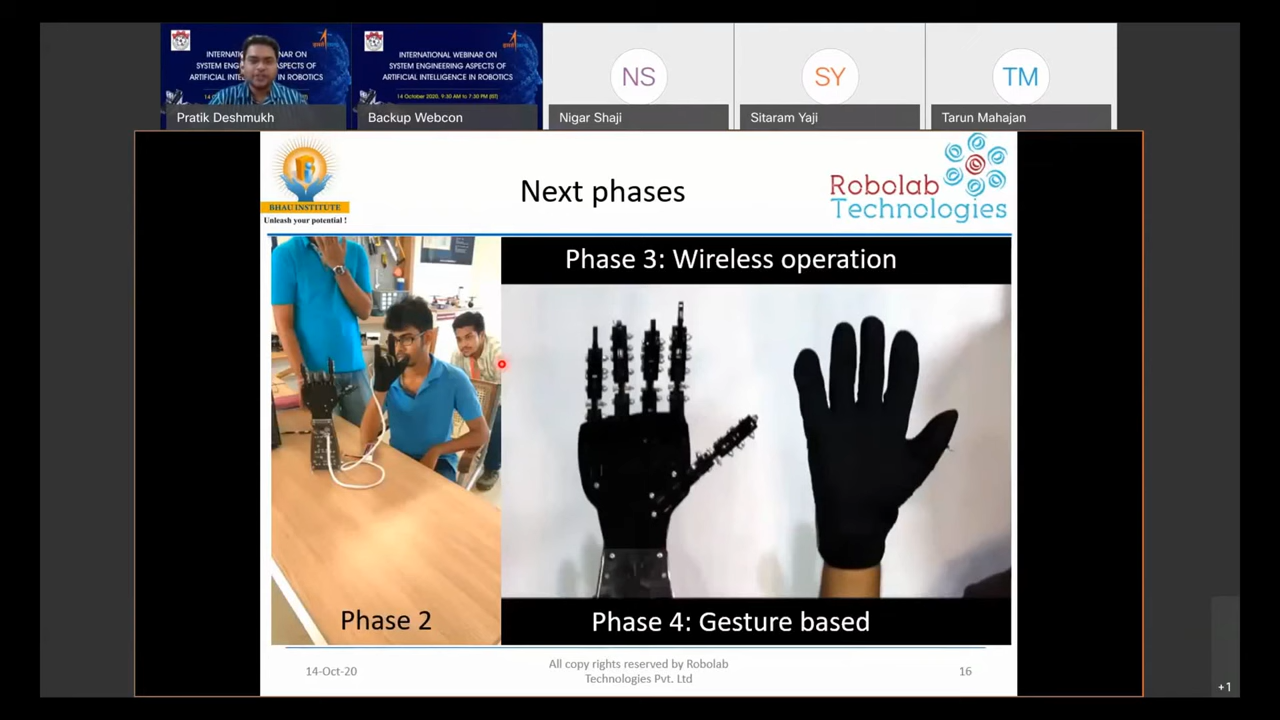 INTERNATIONAL WEBINAR ON
SYSTEM ENGINEERING ASPECTS OF
ARTIFICIAL INTELLIGENCE IN ROBOTICS
14 October 2020, 9:30 AM to 7:30 PM (IST)
NS
SY
TM
Pratik Deshmukh
Backup Webcon
Nigar Shaji
Sitaram Yaji
Tarun Mahajan
BHAU INSTITUTE
Unleash your potential !
Next phases
Robolab
Technologies
Phase 3: Wireless operation
Phase 2
Phase 4: Gesture based
14-Oct-20
All copy rights reserved by Robolab
Technologies Pvt. Ltd
16
+1